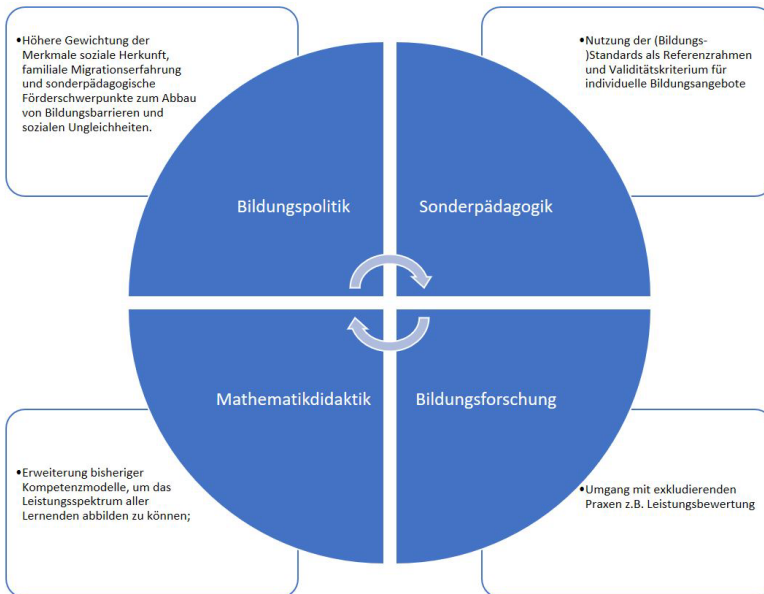 •Höhere Gewichtung der
Merkmale soziale Herkunft,
familiale Migrationserfahrung
und sonderpädagogische
Förderschwerpunkte zum Abbau
von Bildungsbarrieren und
sozialen Ungleichheiten.
•Nutzung der (Bildungs-
)Standards als Referenzrahmen
und Validitätskriterium für
individuelle Bildungsangebote
Bildungspolitik
Sonderpädagogik
Mathematikdidaktik
Bildungsforschung
•Erweiterung bisheriger
Kompetenzmodelle, um das
Leistungsspektrum aller
Lernenden abbilden zu können;
•Umgang mit exkludierenden
Praxen z.B. Leistungsbewertung